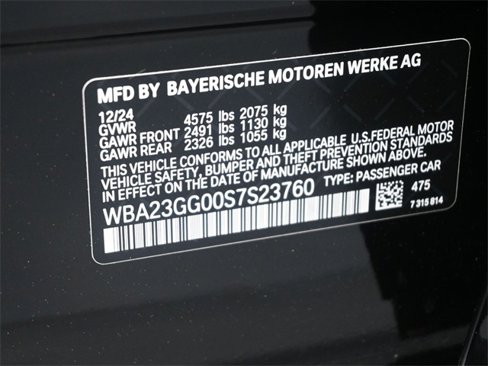 MFD BY BAYERISCHE MOTOREN WERKE AG
12/24
GVWR 4575 lbs 2075 kg
GAWR FRONT 2491 lbs 1130 kg
GAWR REAR 2326 lbs 1055 kg
THIS VEHICLE CONFORMS TO ALL APPLICABLE U.S.FEDERAL MOTOR
VEHICLE SAFETY, BUMPER AND THEFT PREVENTION STANDARDS
IN EFFECT ON THE DATE OF MANUFACTURE SHOWN ABOVE.
WBA23GG00S7S23760 TYPE: PASSENGER CAR
475
7 315 814